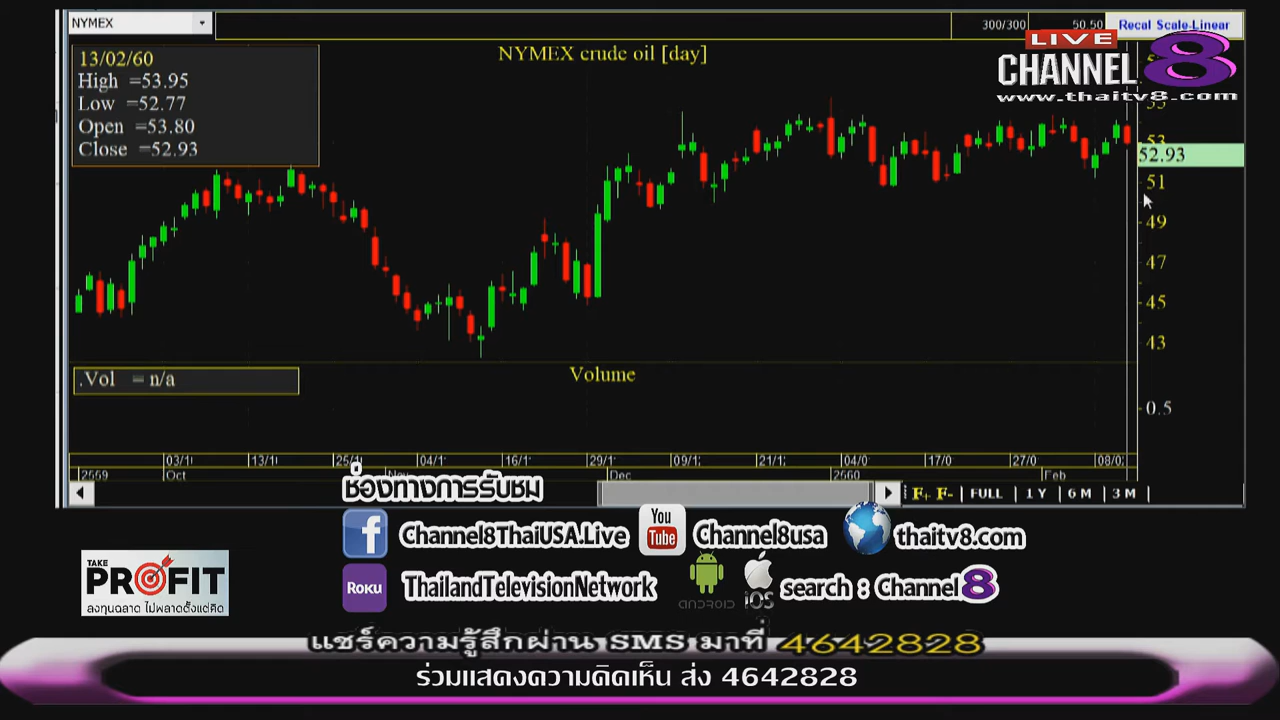 NYMEX
300/300 50.50 Recal Scale-Linear
LIVE
CHANNEL 8
www.thaitv8.com
NYMEX crude oil [day]
13/02/60
High =53.95
Low =52.77
Open =53.80
Close =52.93
53
52.93
51
49
47
45
43
.Vol = n/a
Volume
0.5
03/1 13/1 25/1 04/1 16/1 29/1 09/1 21/1 04/0 17/0 27/0 08/0
2559 Oct Nov Dec 2560 Feb
F+ F- FULL 1 Y 6 M 3 M
ช่องทางการรับชม
f Channel8ThaiUSA.Live You Tube Channel8usa thaitv8.com
ROKU ThailandTelevisionNetwork ANDROID iOS search : Channel 8
TAKE
PROFIT
ลงทุนฉลาด ไม่พลาดตั้งแต่คิด
แชร์ความรู้สึกผ่าน SMS มาที่ 4642828
ร่วมแสดงความคิดเห็น ส่ง 4642828